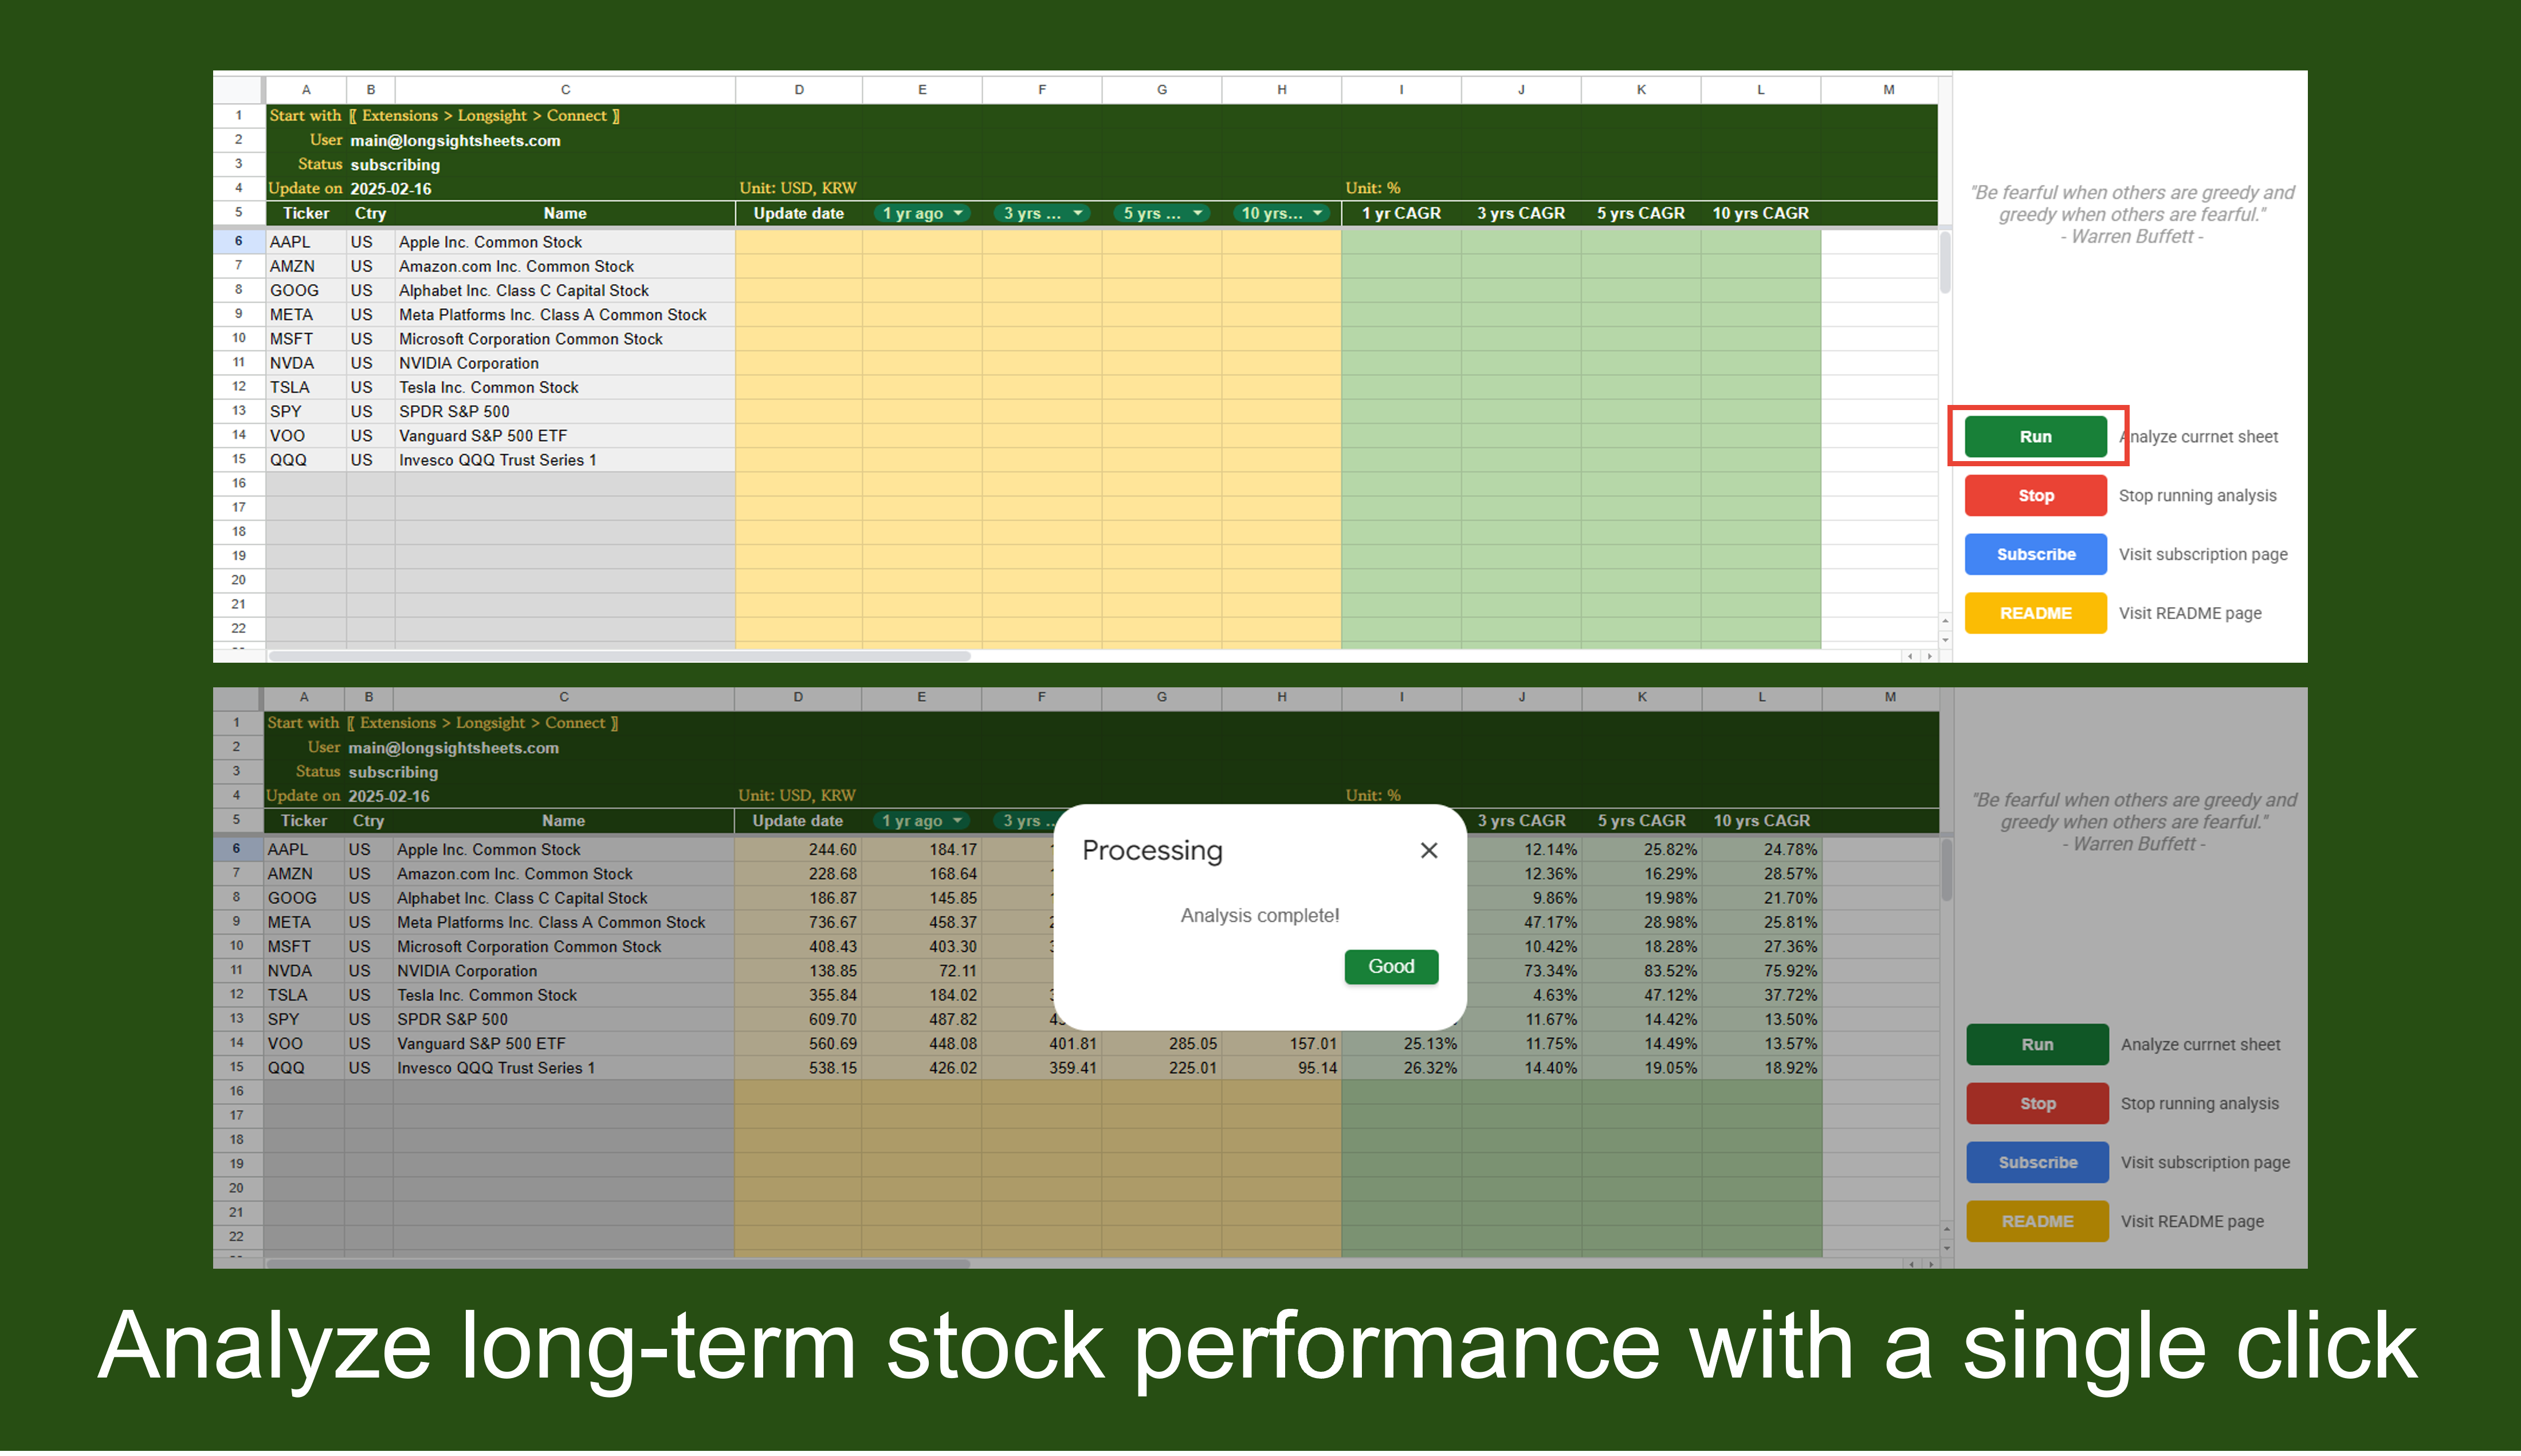 A B C D E F G H I J K L M
1 Start with 〚 Extensions > Longsight > Connect 〛
2 User main@longsightsheets.com
3 Status subscribing
4 Update on 2025-02-16 Unit: USD, KRW Unit: %
5 Ticker Ctry Name Update date 1 yr ago 3 yrs ... 5 yrs ... 10 yrs... 1 yr CAGR 3 yrs CAGR 5 yrs CAGR 10 yrs CAGR
6 AAPL US Apple Inc. Common Stock
7 AMZN US Amazon.com Inc. Common Stock
8 GOOG US Alphabet Inc. Class C Capital Stock
9 META US Meta Platforms Inc. Class A Common Stock
10 MSFT US Microsoft Corporation Common Stock
11 NVDA US NVIDIA Corporation
12 TSLA US Tesla Inc. Common Stock
13 SPY US SPDR S&P 500
14 VOO US Vanguard S&P 500 ETF
15 QQQ US Invesco QQQ Trust Series 1
16
17
18
19
20
21
22
"Be fearful when others are greedy and
greedy when others are fearful."
- Warren Buffett -
Run Analyze currnet sheet
Stop Stop running analysis
Subscribe Visit subscription page
README Visit README page
A B C D E F G H I J K L M
1 Start with 〚 Extensions > Longsight > Connect 〛
2 User main@longsightsheets.com
3 Status subscribing
4 Update on 2025-02-16 Unit: USD, KRW Unit: %
5 Ticker Ctry Name Update date 1 yr ago 3 yrs .. 3 yrs CAGR 5 yrs CAGR 10 yrs CAGR
6 AAPL US Apple Inc. Common Stock 244.60 184.17 12.14% 25.82% 24.78%
7 AMZN US Amazon.com Inc. Common Stock 228.68 168.64 12.36% 16.29% 28.57%
8 GOOG US Alphabet Inc. Class C Capital Stock 186.87 145.85 9.86% 19.98% 21.70%
9 META US Meta Platforms Inc. Class A Common Stock 736.67 458.37 47.17% 28.98% 25.81%
10 MSFT US Microsoft Corporation Common Stock 408.43 403.30 10.42% 18.28% 27.36%
11 NVDA US NVIDIA Corporation 138.85 72.11 73.34% 83.52% 75.92%
12 TSLA US Tesla Inc. Common Stock 355.84 184.02 4.63% 47.12% 37.72%
13 SPY US SPDR S&P 500 609.70 487.82 11.67% 14.42% 13.50%
14 VOO US Vanguard S&P 500 ETF 560.69 448.08 401.81 285.05 157.01 25.13% 11.75% 14.49% 13.57%
15 QQQ US Invesco QQQ Trust Series 1 538.15 426.02 359.41 225.01 95.14 26.32% 14.40% 19.05% 18.92%
16
17
18
19
20
21
22
Processing
Analysis complete!
Good
"Be fearful when others are greedy and
greedy when others are fearful."
- Warren Buffett -
Run Analyze currnet sheet
Stop Stop running analysis
Subscribe Visit subscription page
README Visit README page
Analyze long-term stock performance with a single click